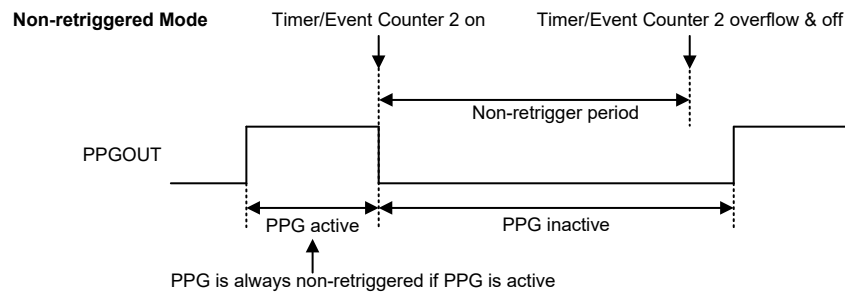 Non-retriggered Mode
Timer/Event Counter 2 on
Timer/Event Counter 2 overflow & off
Non-retrigger period
PPGOUT
PPG active
PPG inactive
PPG is always non-retriggered if PPG is active